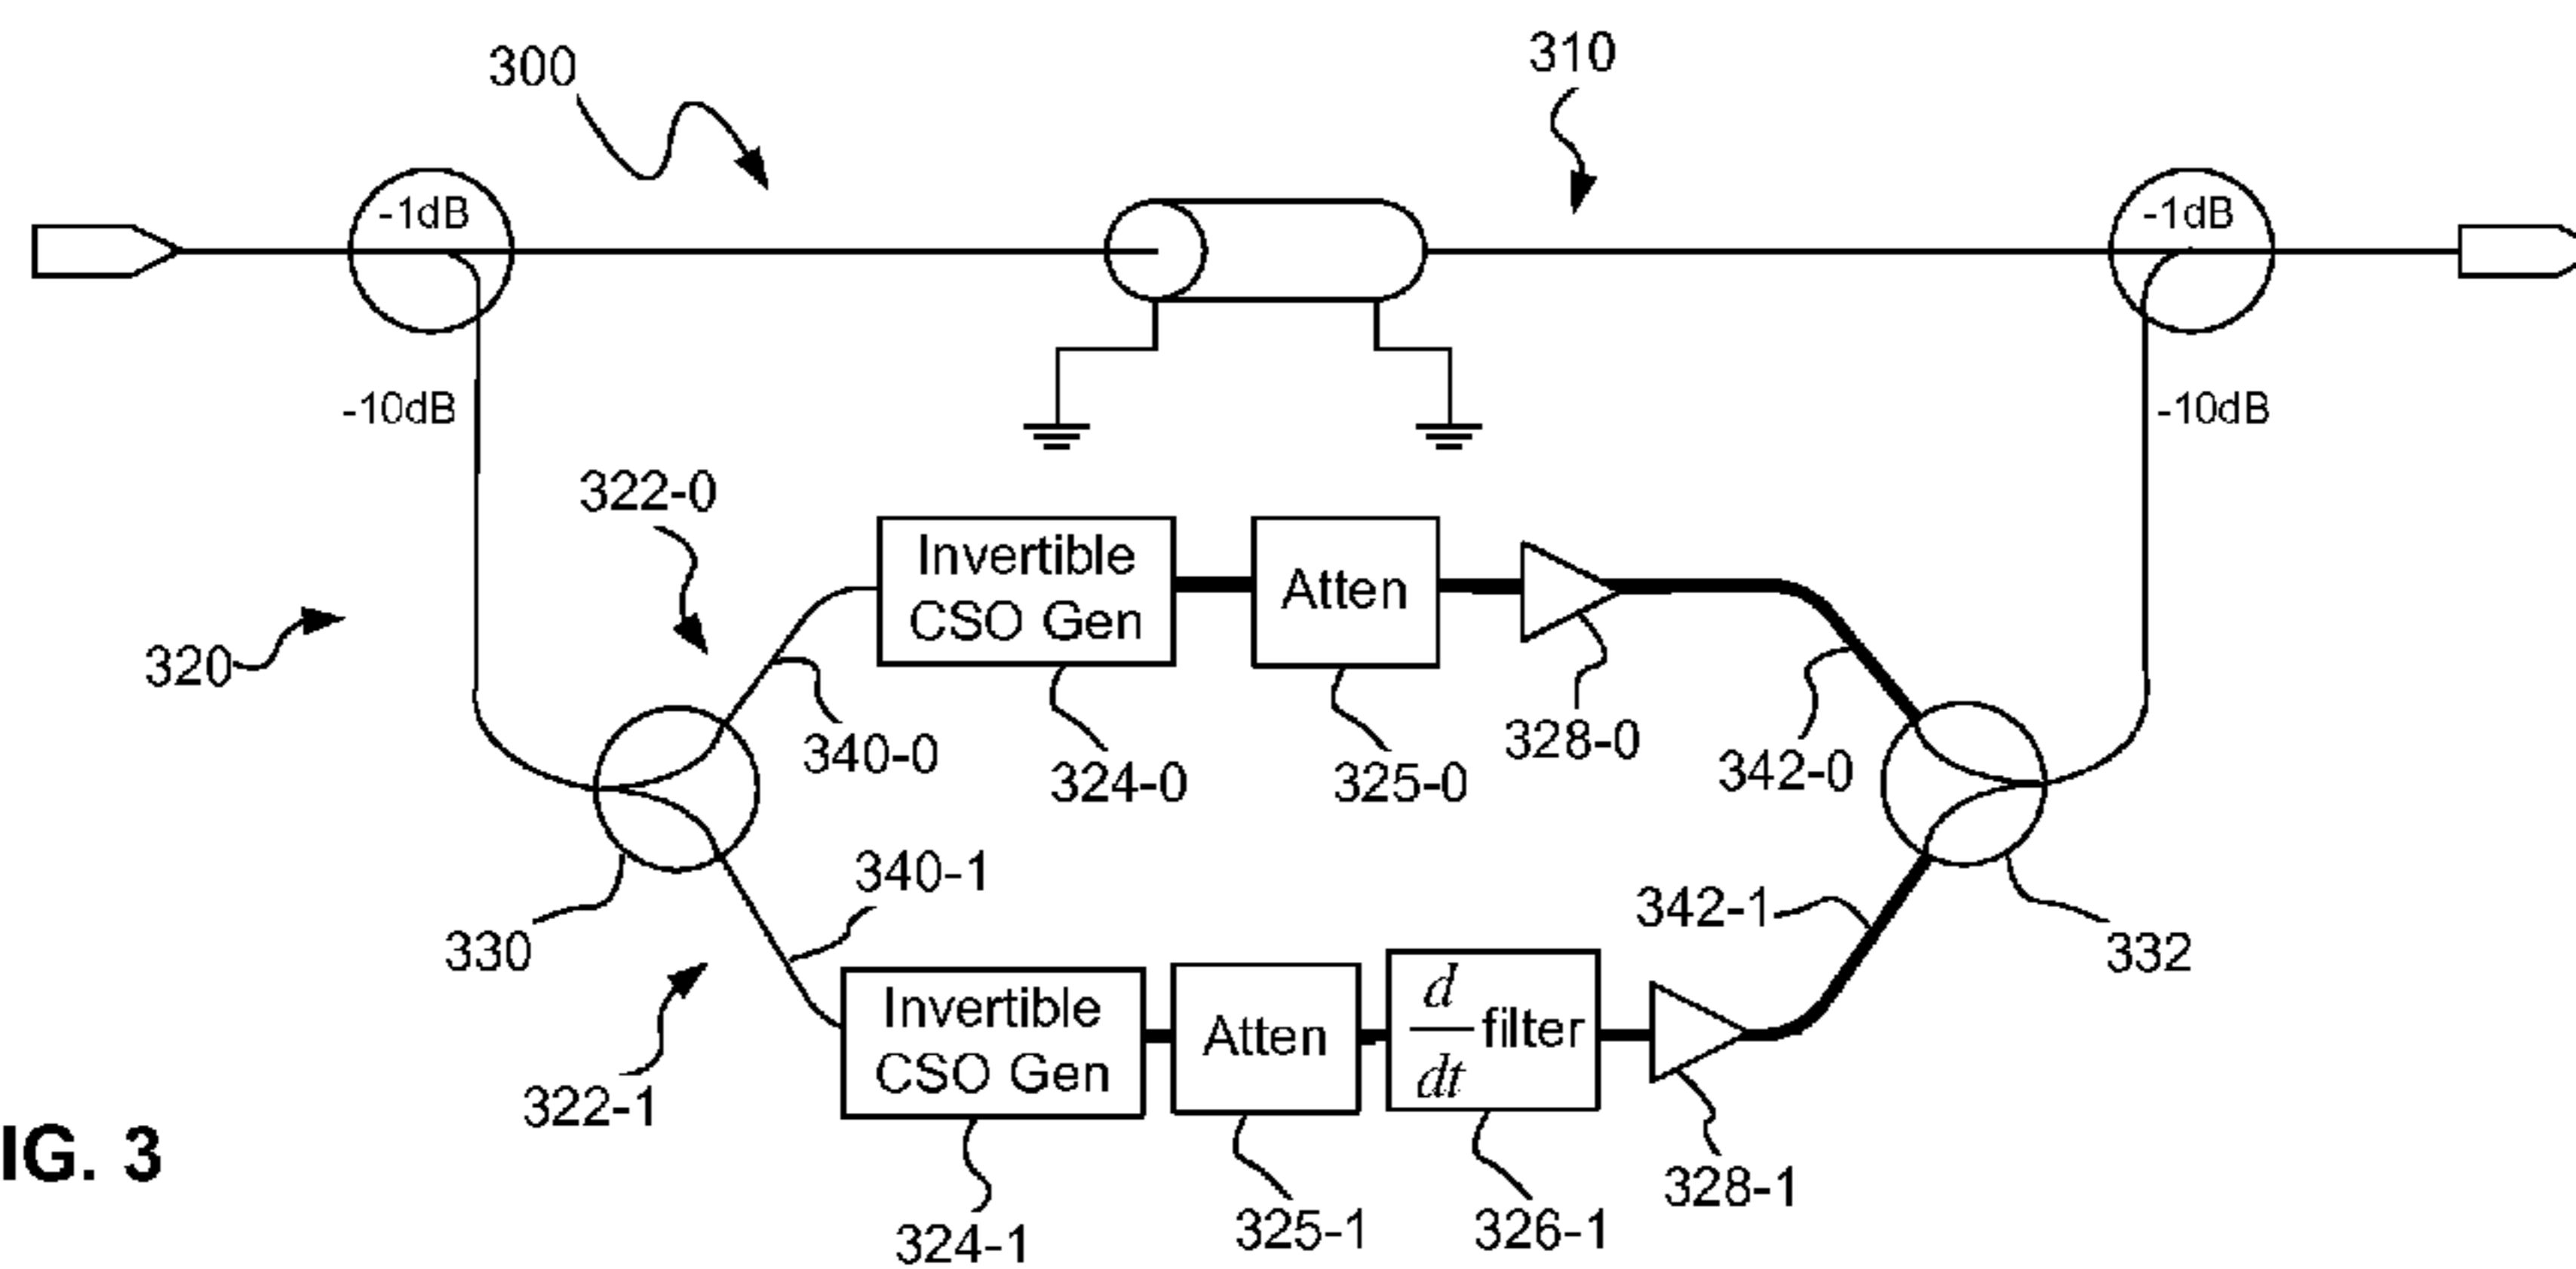 300
310
-1dB
-1dB
-10dB
-10dB
322-0
Invertible
CSO Gen
Atten
320
340-0
324-0
325-0
328-0
342-0
330
340-1
342-1
332
Invertible
CSO Gen
Atten
d
dt
filter
322-1
324-1
325-1
326-1
328-1
IG. 3